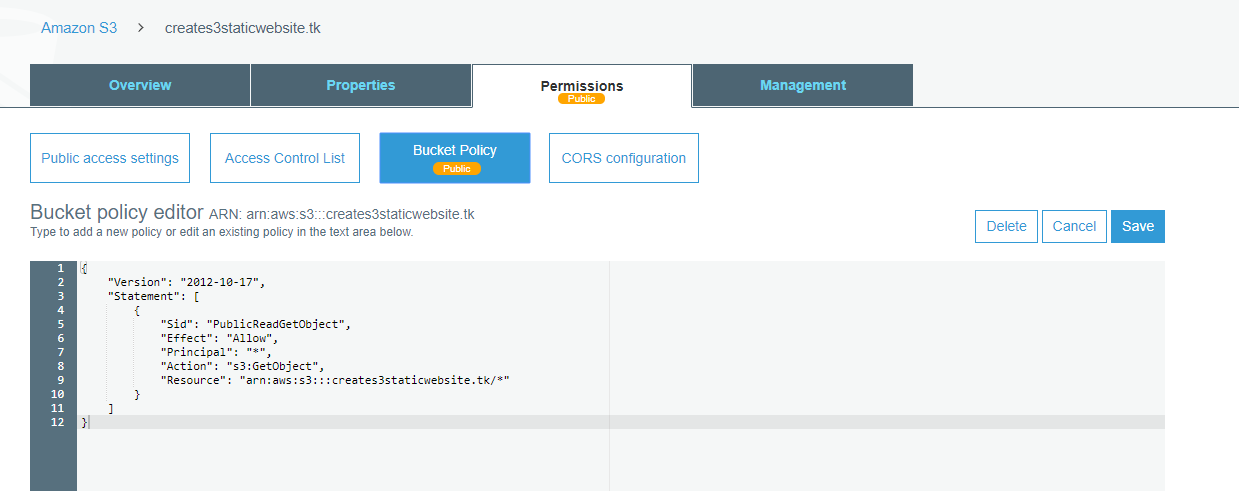 Amazon S3 > creates3staticwebsite.tk
Overview Properties Permissions Management
Public
Public access settings Access Control List Bucket Policy CORS configuration
Public
Bucket policy editor ARN: arn:aws:s3:::creates3staticwebsite.tk
Type to add a new policy or edit an existing policy in the text area below.
Delete Cancel Save
1 {
2     "Version": "2012-10-17",
3     "Statement": [
4         {
5             "Sid": "PublicReadGetObject",
6             "Effect": "Allow",
7             "Principal": "*",
8             "Action": "s3:GetObject",
9             "Resource": "arn:aws:s3:::creates3staticwebsite.tk/*"
10         }
11     ]
12 }